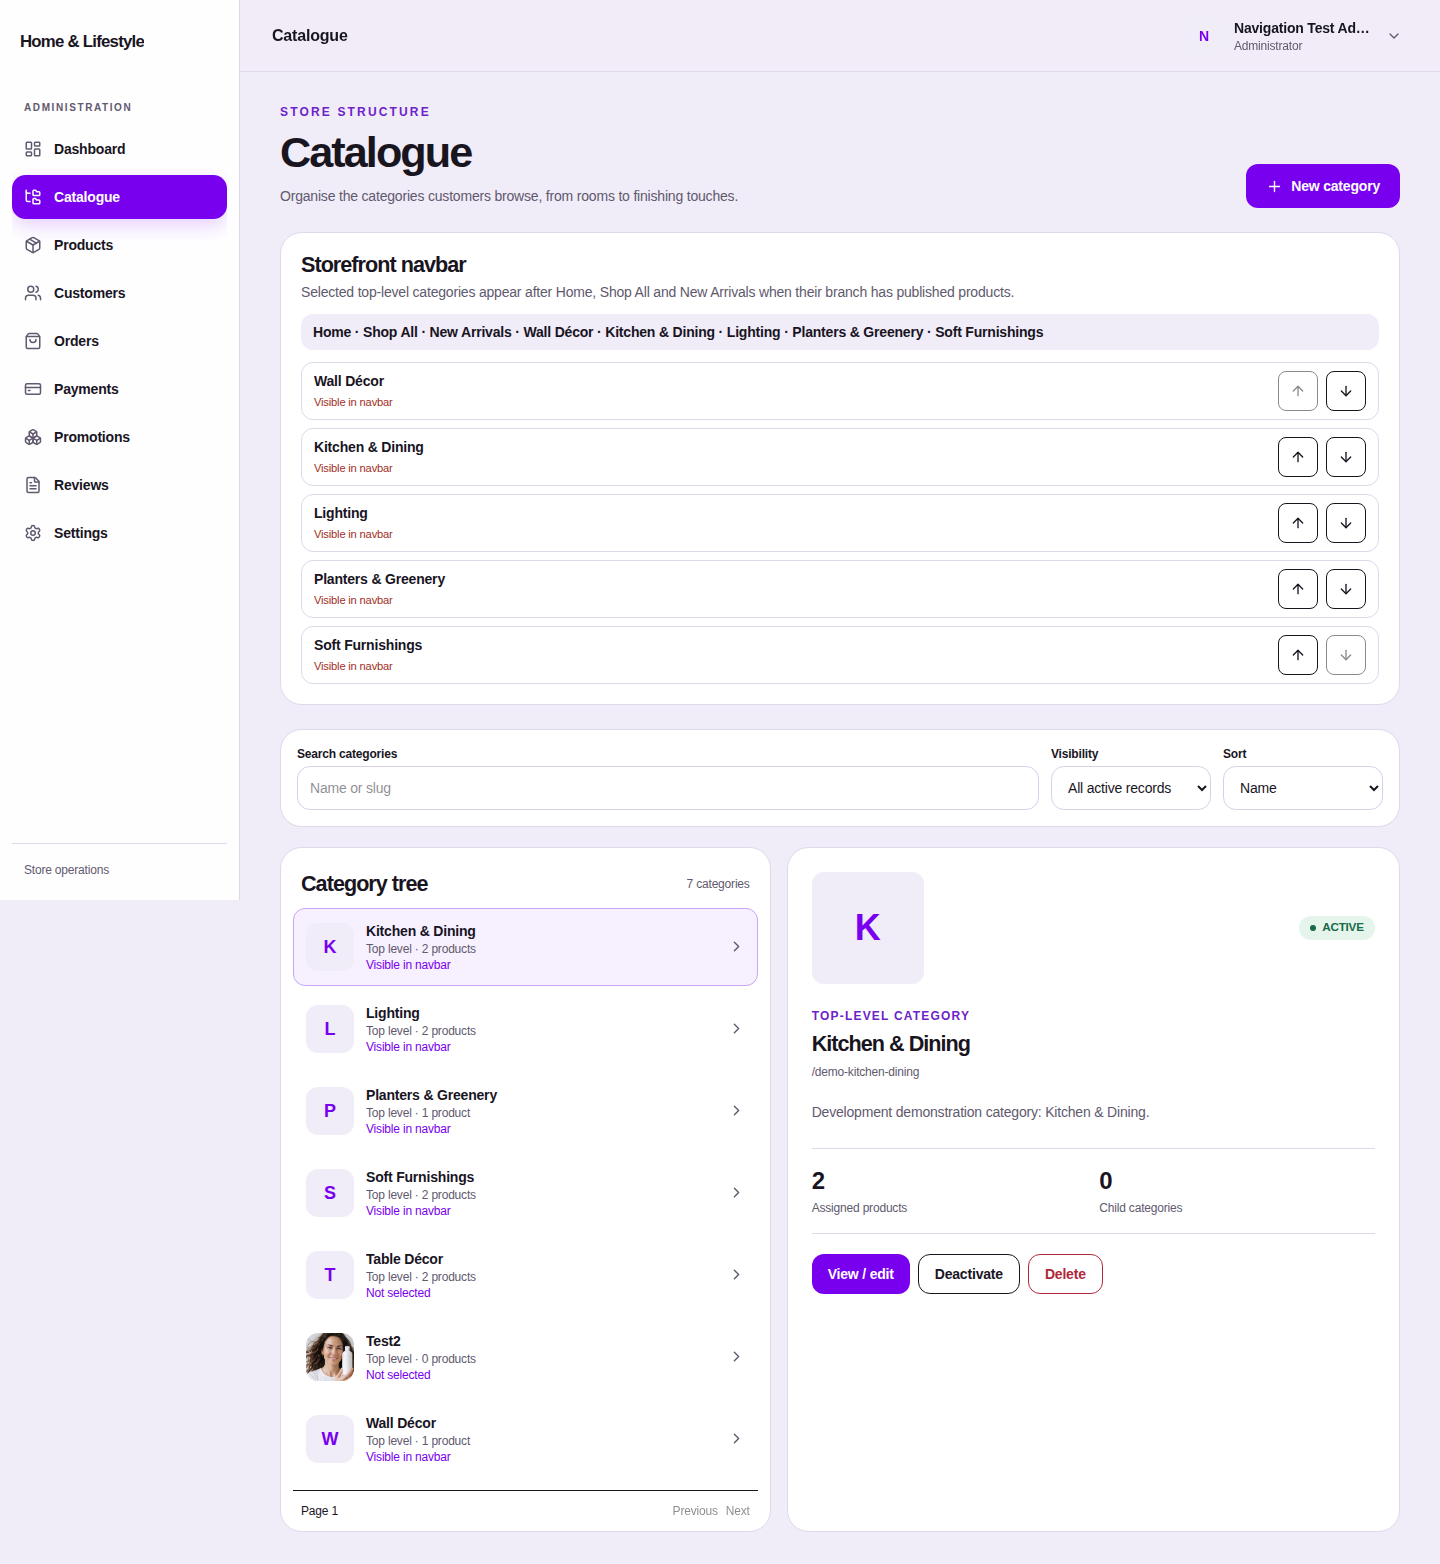 Home & Lifestyle
ADMINISTRATION
Dashboard
Catalogue
Products
Customers
Orders
Payments
Promotions
Reviews
Settings
Store operations
Catalogue
N
Navigation Test Ad…
Administrator
STORE STRUCTURE
Catalogue
Organise the categories customers browse, from rooms to finishing touches.
New category
Storefront navbar
Selected top-level categories appear after Home, Shop All and New Arrivals when their branch has published products.
Home · Shop All · New Arrivals · Wall Décor · Kitchen & Dining · Lighting · Planters & Greenery · Soft Furnishings
Wall Décor
Visible in navbar
Kitchen & Dining
Visible in navbar
Lighting
Visible in navbar
Planters & Greenery
Visible in navbar
Soft Furnishings
Visible in navbar
Search categories
Name or slug
Visibility
All active records
Sort
Name
Category tree
7 categories
K
Kitchen & Dining
Top level · 2 products
Visible in navbar
L
Lighting
Top level · 2 products
Visible in navbar
P
Planters & Greenery
Top level · 1 product
Visible in navbar
S
Soft Furnishings
Top level · 2 products
Visible in navbar
T
Table Décor
Top level · 2 products
Not selected
Test2
Top level · 0 products
Not selected
W
Wall Décor
Top level · 1 product
Visible in navbar
Page 1
Previous Next
K
ACTIVE
TOP-LEVEL CATEGORY
Kitchen & Dining
/demo-kitchen-dining
Development demonstration category: Kitchen & Dining.
2
Assigned products
0
Child categories
View / edit
Deactivate
Delete